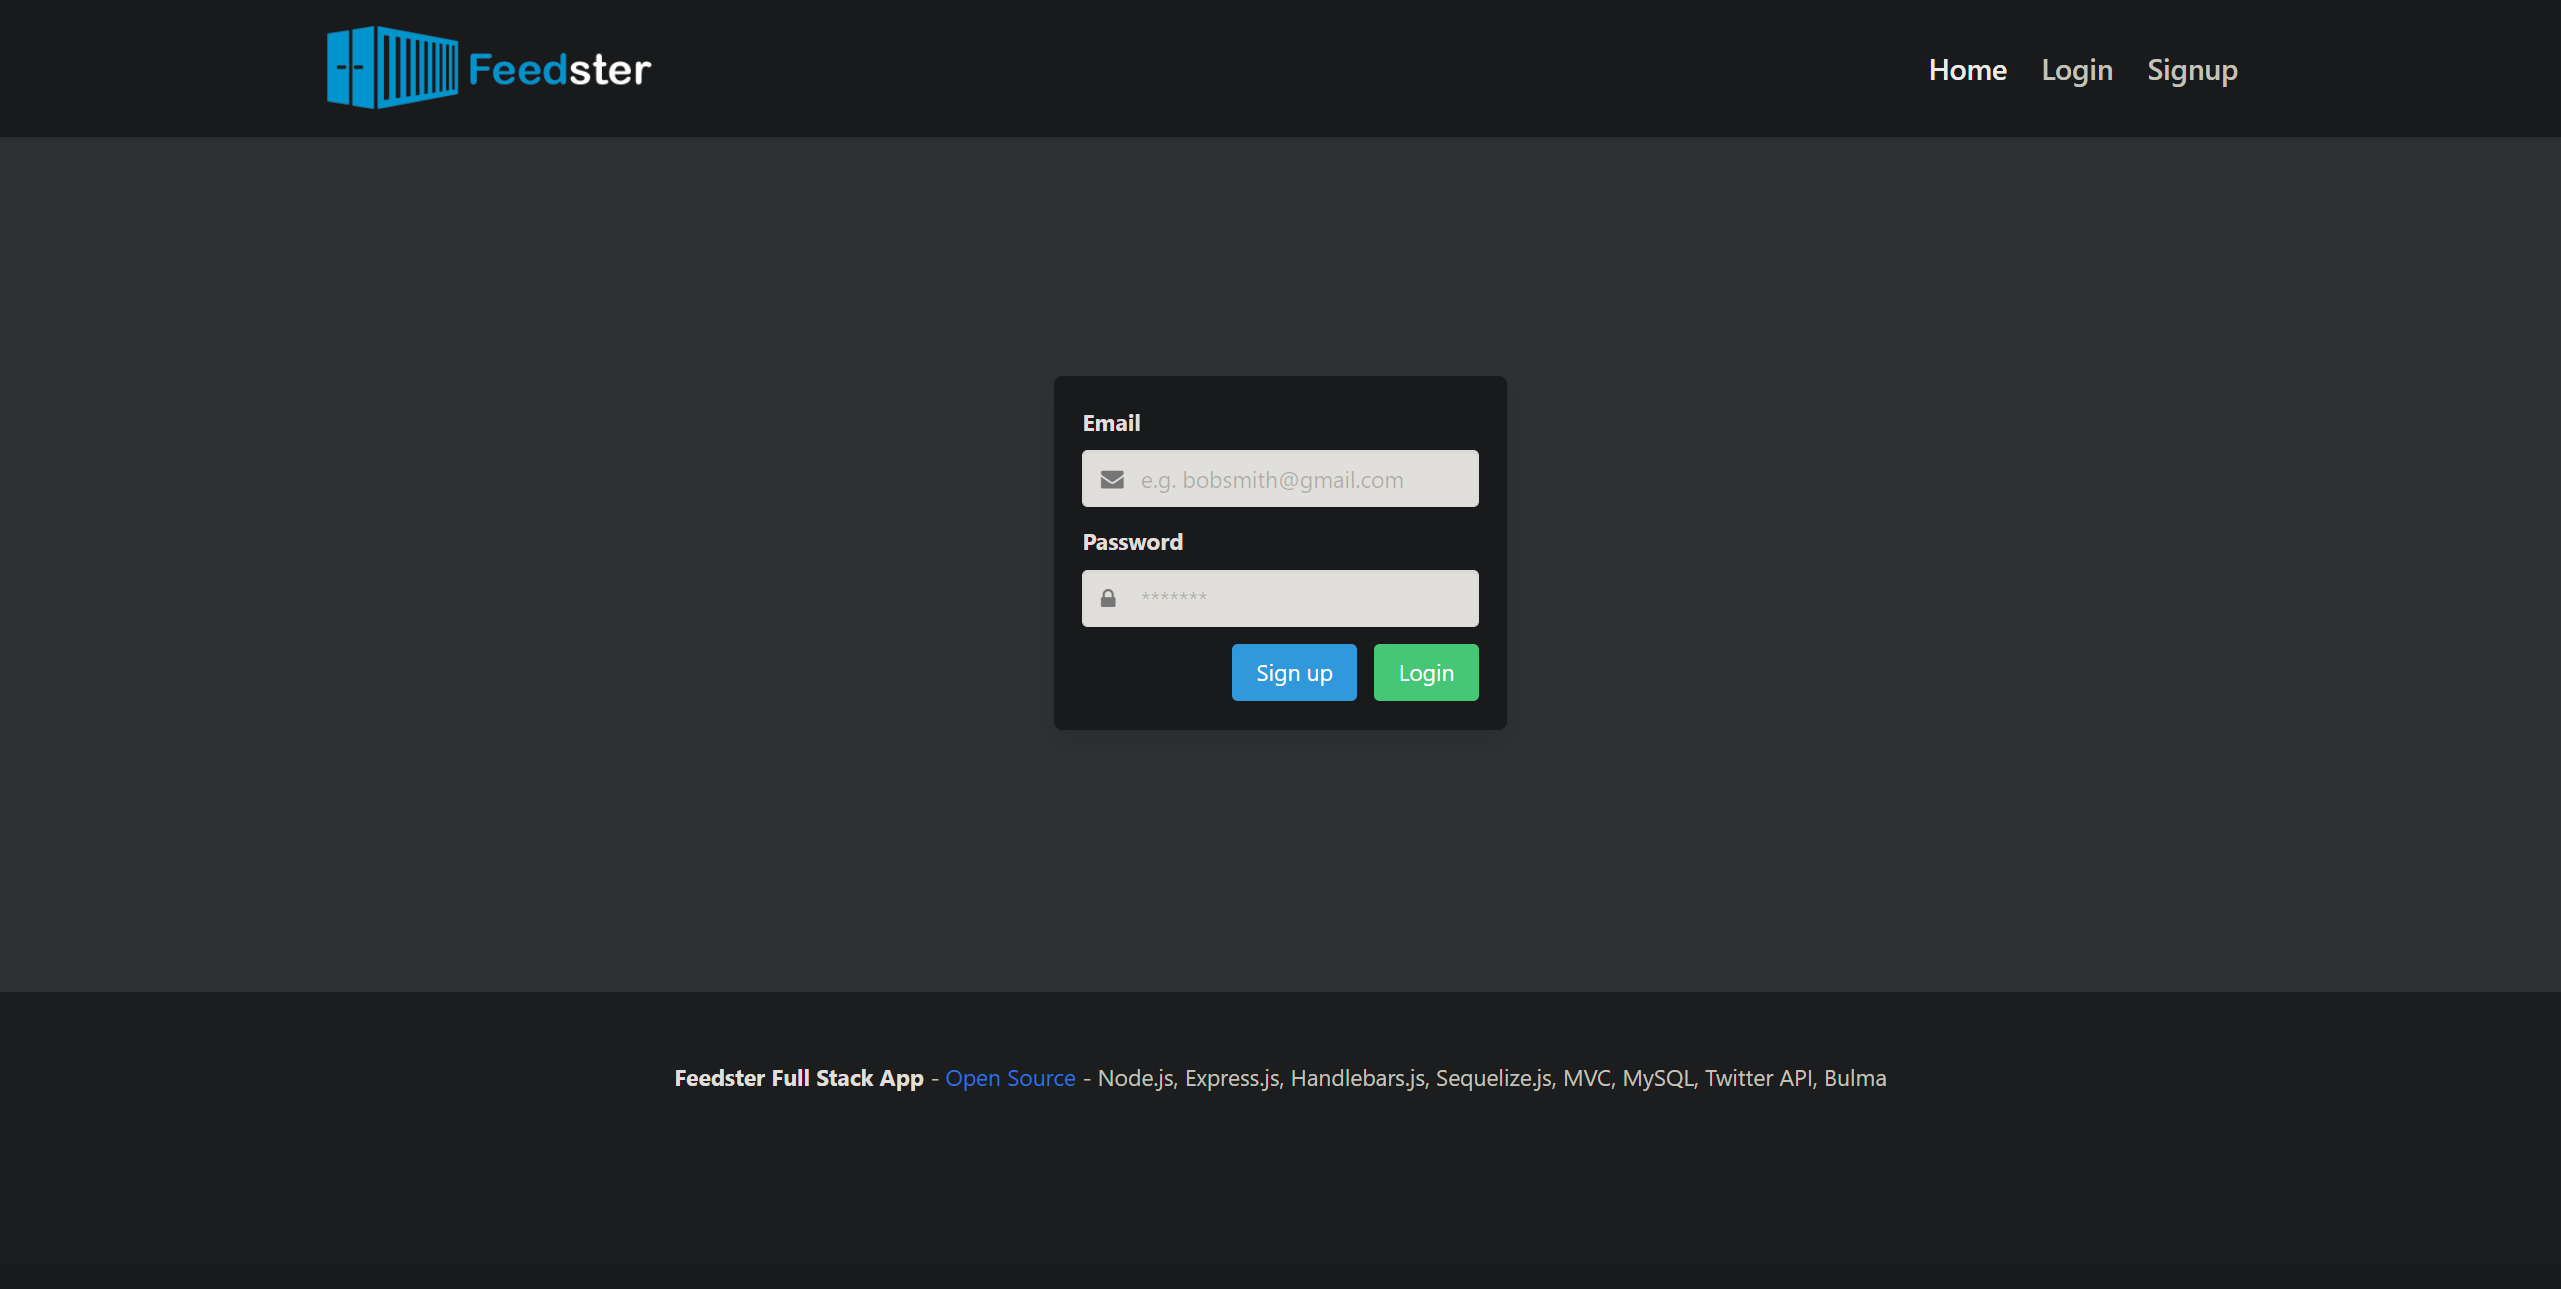 Feedster
Home Login Signup
Email
e.g. bobsmith@gmail.com
Password
*******
Sign up Login
Feedster Full Stack App - Open Source - Node.js, Express.js, Handlebars.js, Sequelize.js, MVC, MySQL, Twitter API, Bulma